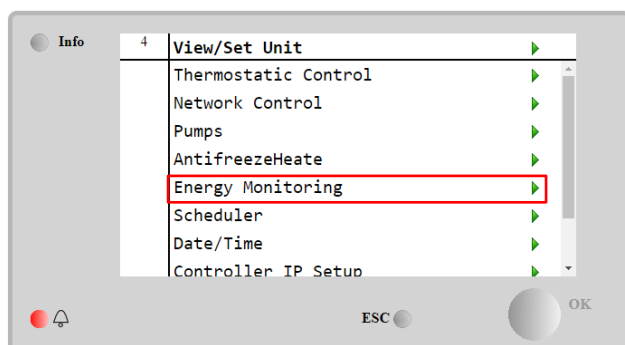 Info
4 View/Set Unit
Thermostatic Control
Network Control
Pumps
AntifreezeHeate
Energy Monitoring
Scheduler
Date/Time
Controller IP Setup
ESC
OK